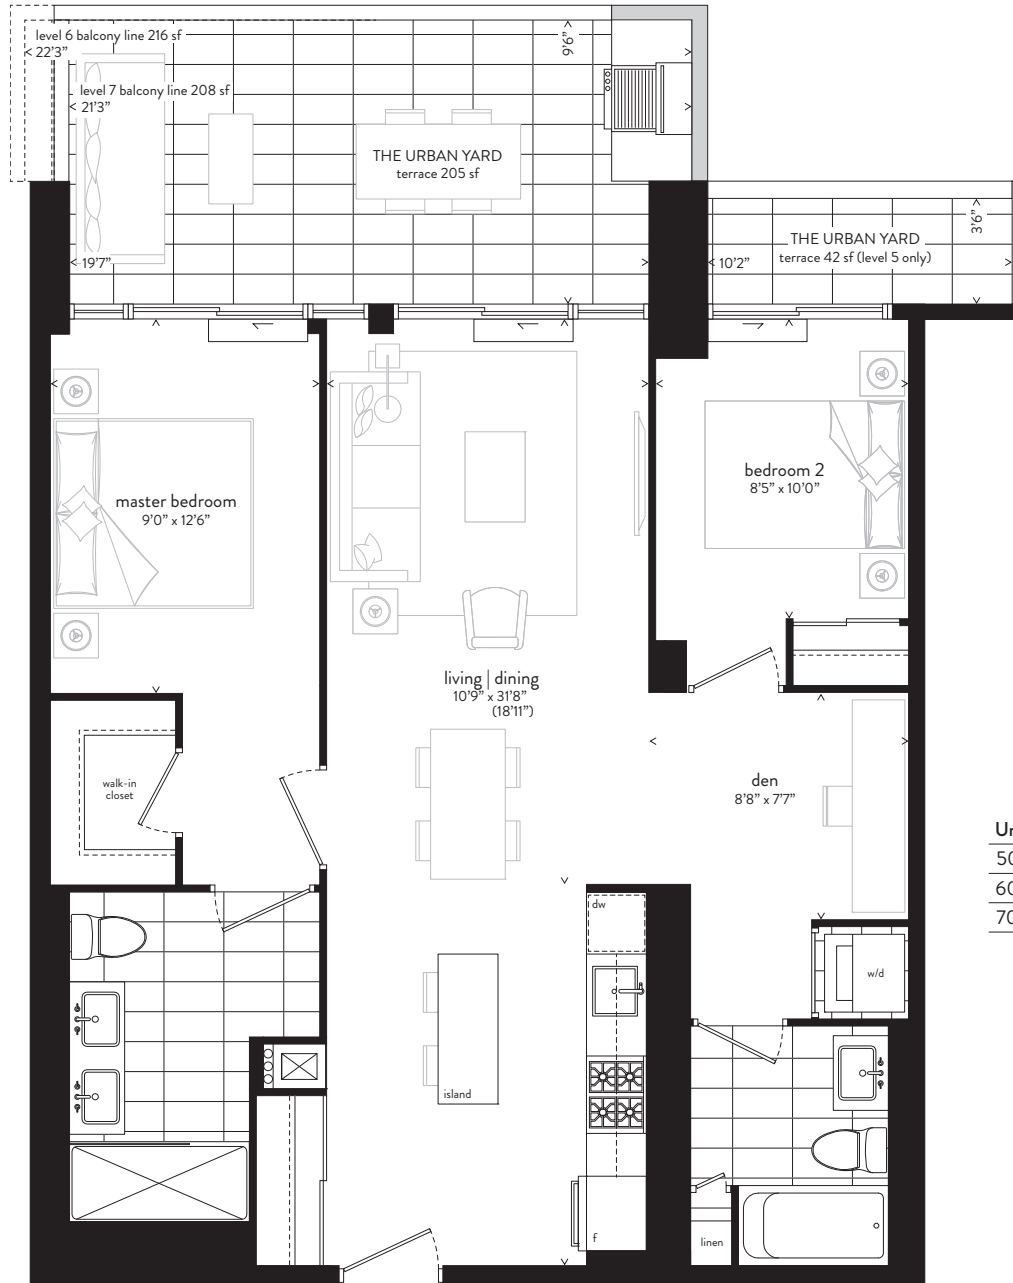 level 6 balcony line 216 sf
22'3"
level 7 balcony line 208 sf
21'3"
9'6"
THE URBAN YARD
terrace 205 sf
3'6"
THE URBAN YARD
terrace 42 sf (level 5 only)
19'7"
10'2"
master bedroom
9'0” x 12'6”
bedroom 2
8'5” x 10'0”
living | dining
10'9” x 31'8”
(18'11”)
walk-in
closet
den
8'8” x 7'7”
dw
w/d
island
f
linen